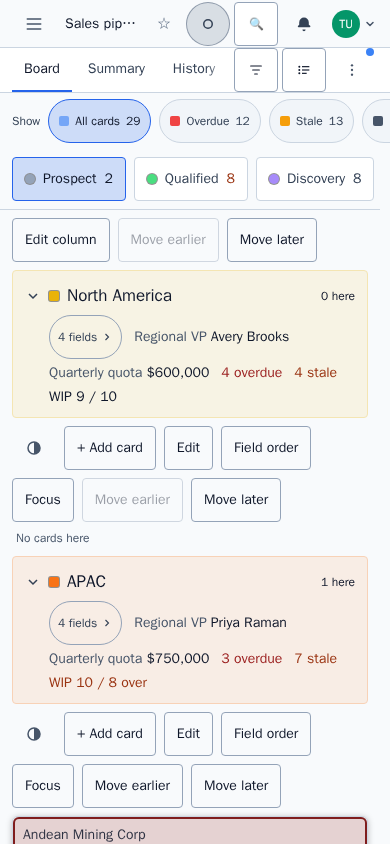 Sales pip…
TU
Board Summary History
Show All cards 29 Overdue 12 Stale 13
Prospect 2 Qualified 8 Discovery 8
Edit column Move earlier Move later
North America 0 here
4 fields Regional VP Avery Brooks
Quarterly quota $600,000 4 overdue 4 stale
WIP 9 / 10
+ Add card Edit Field order
Focus Move earlier Move later
No cards here
APAC 1 here
4 fields Regional VP Priya Raman
Quarterly quota $750,000 3 overdue 7 stale
WIP 10 / 8 over
+ Add card Edit Field order
Focus Move earlier Move later
Andean Mining Corp